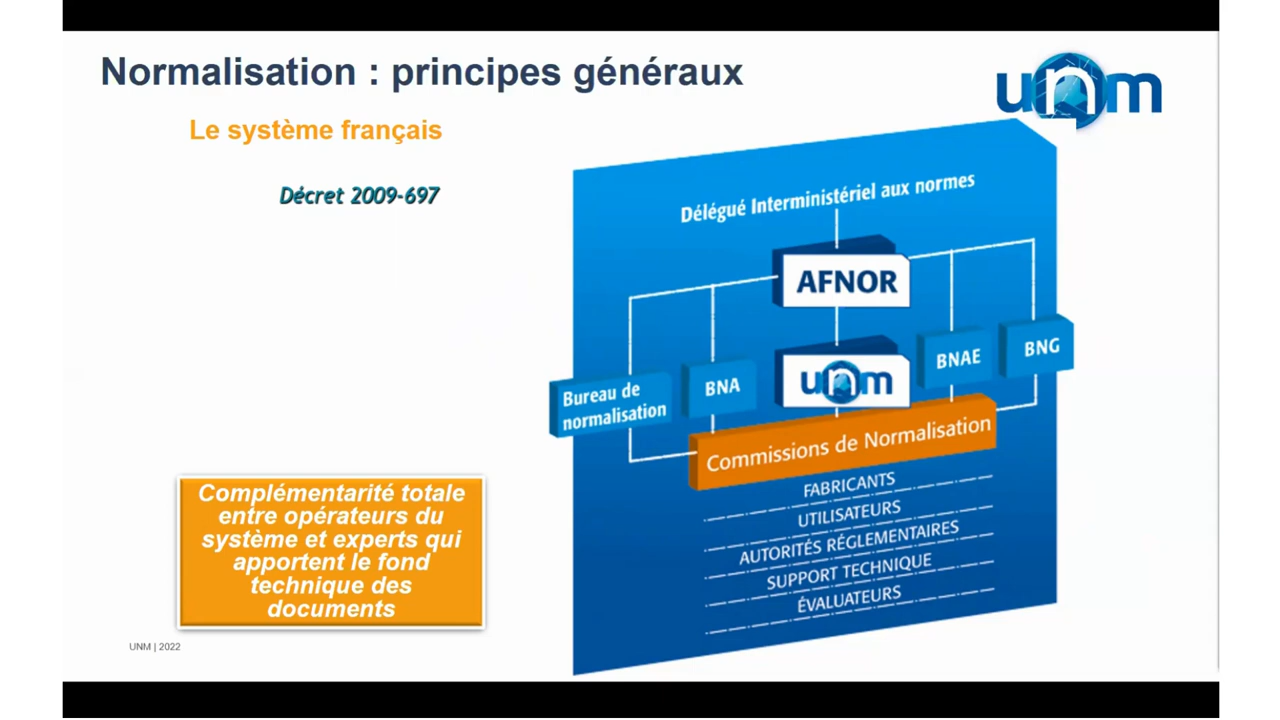 Normalisation : principes généraux
unm
Le système français
Décret 2009-697
Délégué Interministériel aux normes
AFNOR
Bureau de
normalisation
BNA
unm
BNAE
BNG
Commissions de Normalisation
FABRICANTS
UTILISATEURS
AUTORITÉS RÉGLEMENTAIRES
SUPPORT TECHNIQUE
ÉVALUATEURS
Complémentarité totale
entre opérateurs du
système et experts qui
apportent le fond
technique des
documents
UNM | 2022